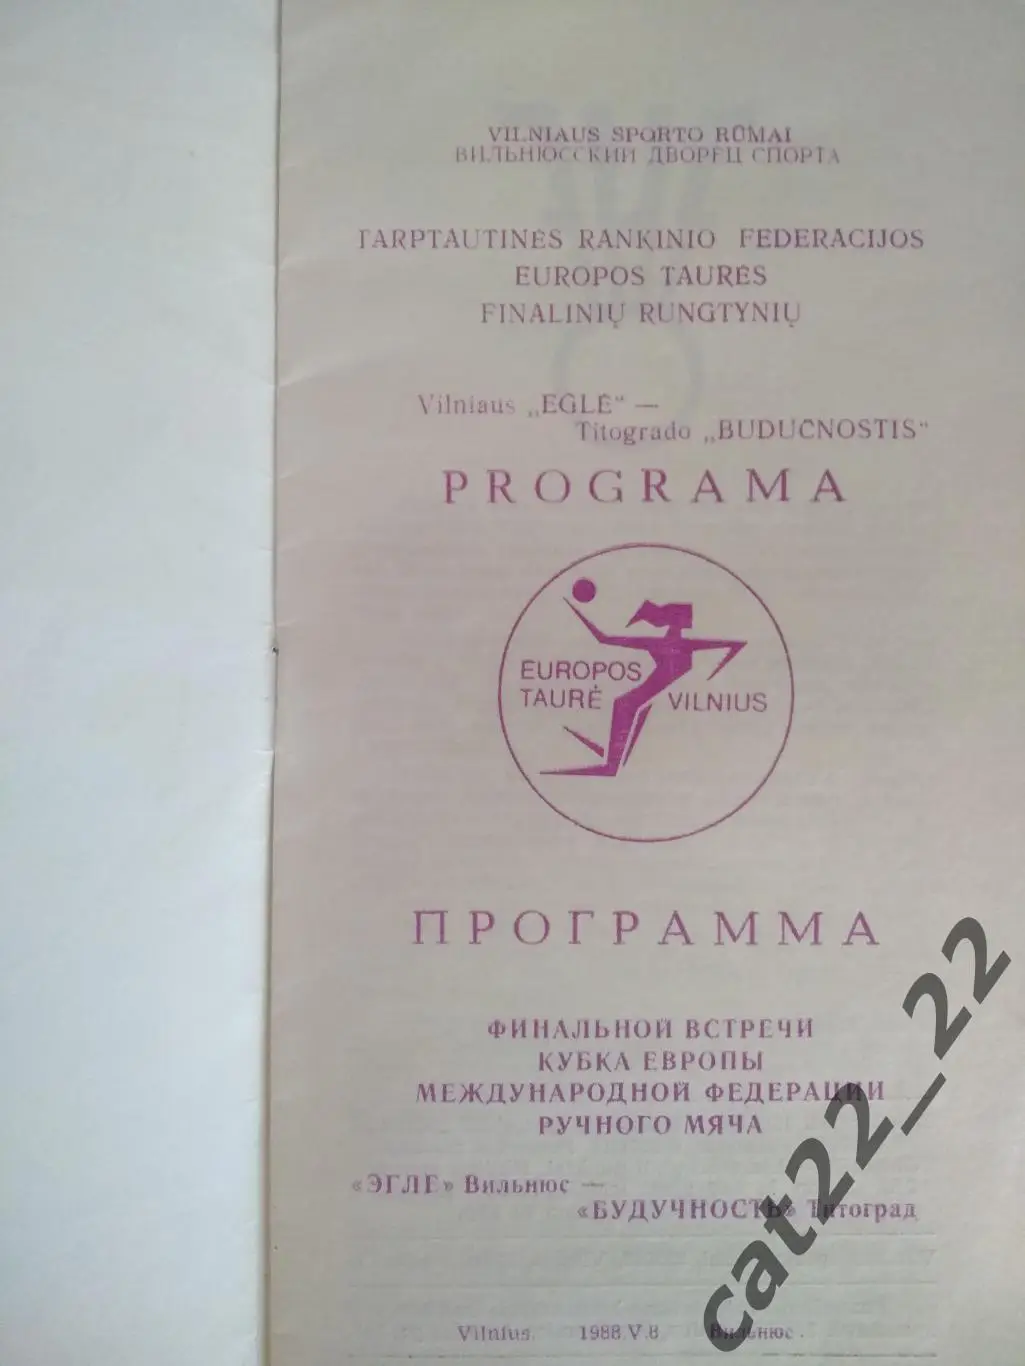 VILNIAUS SPORTO RŪMAI
ВИЛЬНЮССКИЙ ДВОРЕЦ СПОРТА
TARPTAUTINĖS RANKINIO FEDERACIJOS
EUROPOS TAURĖS
FINALINIŲ RUNGTYNIŲ
Vilniaus „EGLĖ“ —
Titogrado „BUDUČNOSTIS“
PROGRAMA
EUROPOS
TAURĖ VILNIUS
ПРОГРАММА
ФИНАЛЬНОЙ ВСТРЕЧИ
КУБКА ЕВРОПЫ
МЕЖДУНАРОДНОЙ ФЕДЕРАЦИИ
РУЧНОГО МЯЧА
«ЭГЛЕ» Вильнюс —
«БУДУЧНОСТЬ» Титоград
Vilnius. 1988.V.8 Вильнюс.
cat22_22